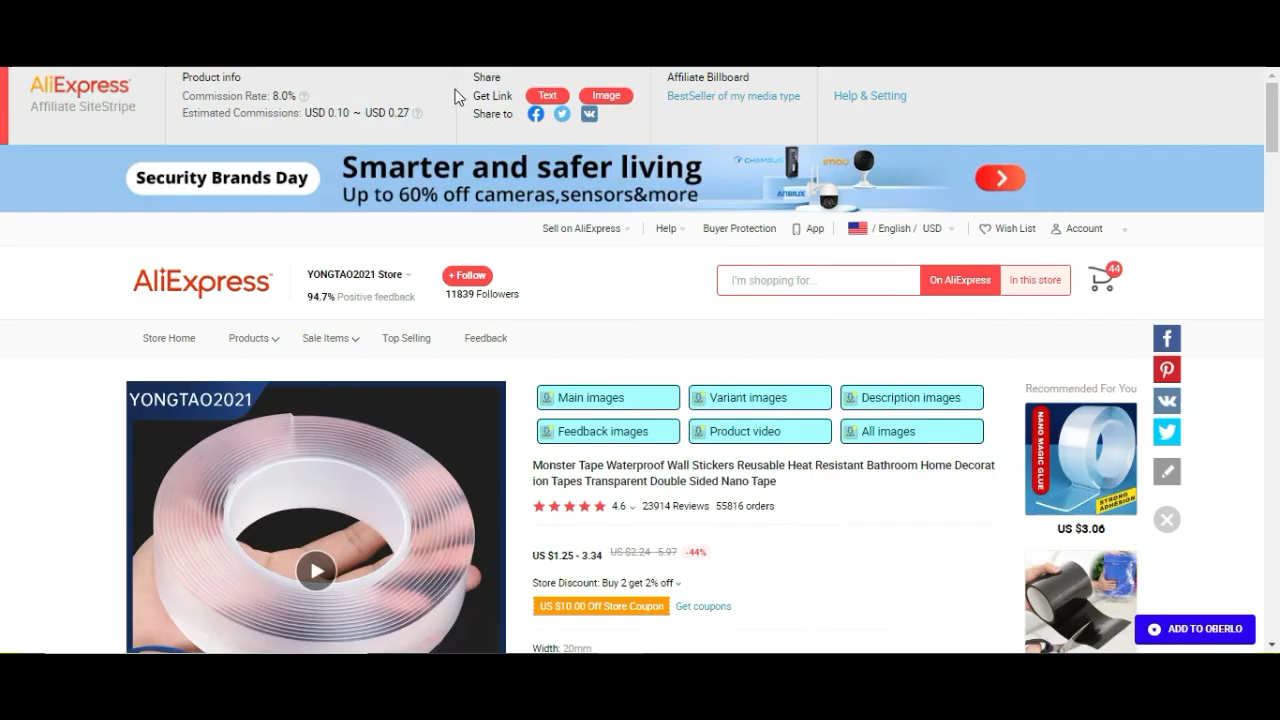 AliExpress
Affiliate SiteStripe
Product info
Commission Rate: 8.0%
Estimated Commissions: USD 0.10 ~ USD 0.27
Share
Get Link Text Image
Share to
Affiliate Billboard
BestSeller of my media type
Help & Setting
Security Brands Day
Smarter and safer living
Up to 60% off cameras,sensors&more
imou
ANBIUX
Sell on AliExpress
Help
Buyer Protection
App
/ English / USD
Wish List
Account
AliExpress
YONGTAO2021 Store
94.7% Positive feedback
+ Follow
11839 Followers
I'm shopping for...
On AliExpress
In this store
44
Store Home
Products
Sale Items
Top Selling
Feedback
YONGTAO2021
Main images
Variant images
Description images
Feedback images
Product video
All images
Monster Tape Waterproof Wall Stickers Reusable Heat Resistant Bathroom Home Decorat
ion Tapes Transparent Double Sided Nano Tape
4.6 23914 Reviews 55816 orders
US $1.25 - 3.34 US $2.24 - 5.97 -44%
Store Discount: Buy 2 get 2% off
US $10.00 Off Store Coupon Get coupons
Width: 20mm
Recommended For You
NANO MAGIC GLUE
STRONG
ADHESION
US $3.06
ADD TO OBERLO